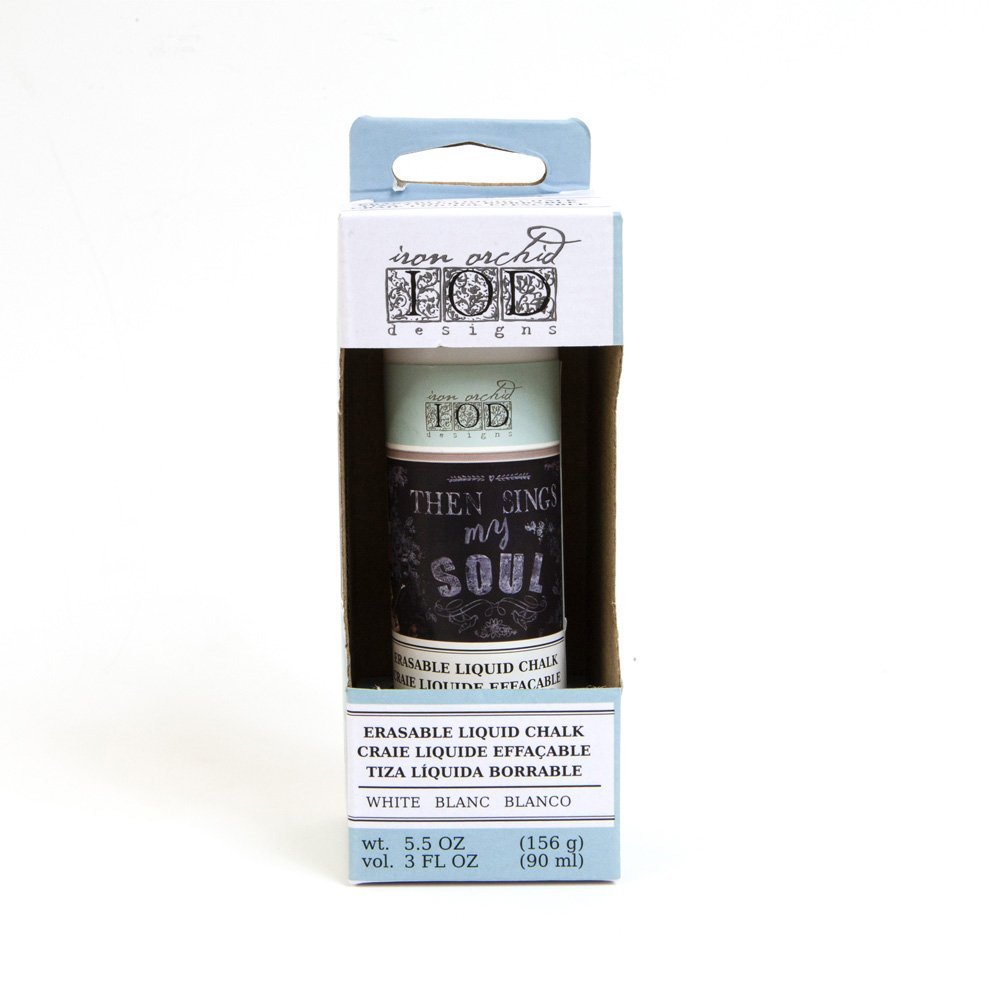 iron orchid
IOD
designs
iron orchid
IOD
designs
THEN SINGS
my
SOUL
ERASABLE LIQUID CHALK
CRAIE LIQUIDE EFFAÇABLE
ERASABLE LIQUID CHALK
CRAIE LIQUIDE EFFAÇABLE
TIZA LÍQUIDA BORRABLE
WHITE BLANC BLANCO
wt. 5.5 OZ (156 g)
vol. 3 FL OZ (90 ml)